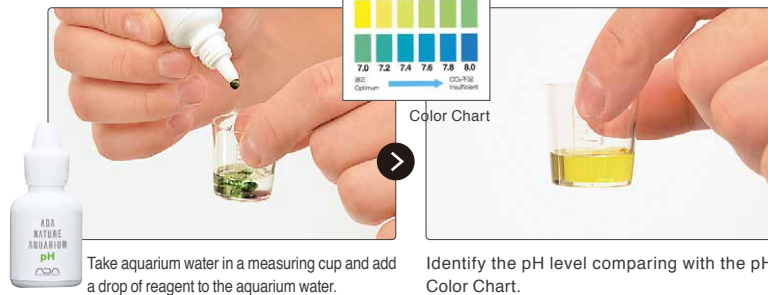 7.0 7.2 7.4 7.6 7.8 8.0
適正 CO₂不足
Optimum Insufficient
Color Chart
ADA
NATURE
AQUARIUM
pH
ADA
Take aquarium water in a measuring cup and add
a drop of reagent to the aquarium water.
Identify the pH level comparing with the pH
Color Chart.